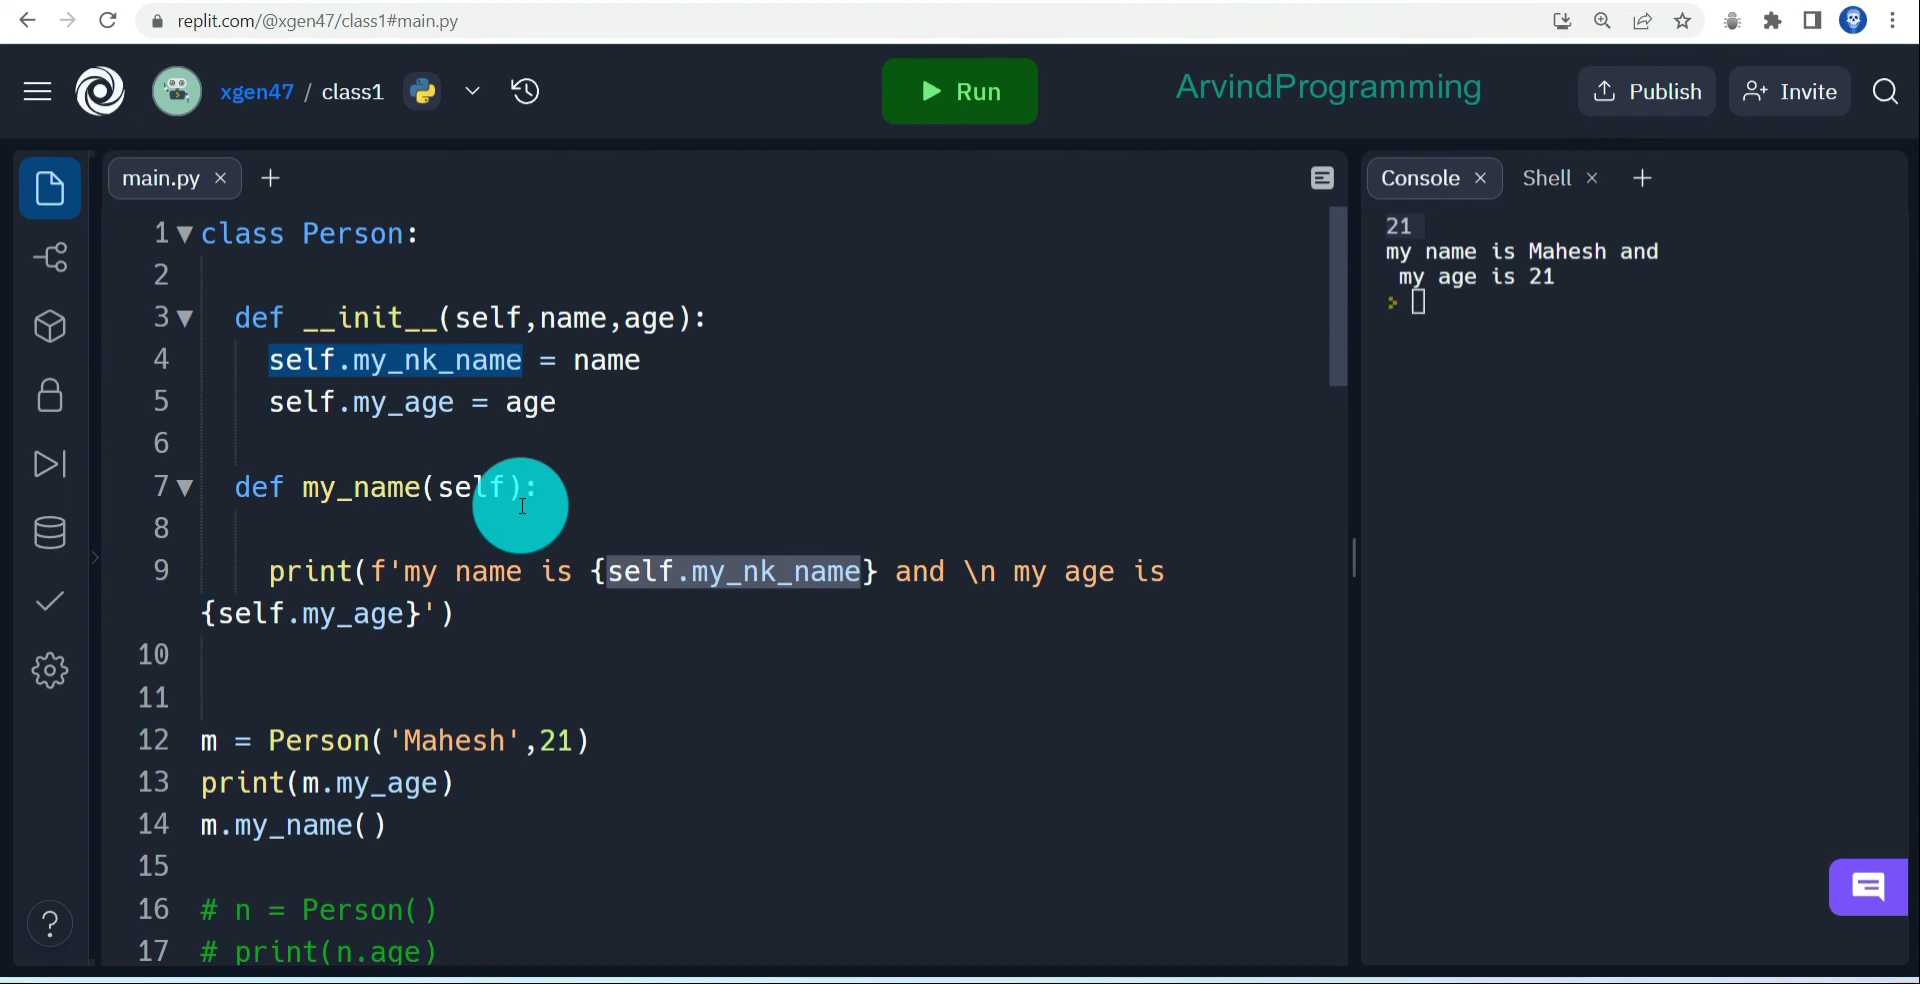 replit.com/@xgen47/class1#main.py
xgen47 / class1
Run
ArvindProgramming
Publish
Invite
main.py
Console
Shell
1 class Person:
2
3 def __init__(self,name,age):
4 self.my_nk_name = name
5 self.my_age = age
6
7 def my_name(self):
8
9 print(f'my name is {self.my_nk_name} and \n my age is
{self.my_age}')
10
11
12 m = Person('Mahesh',21)
13 print(m.my_age)
14 m.my_name()
15
16 # n = Person()
17 # print(n.age)
21
my name is Mahesh and
my age is 21
?